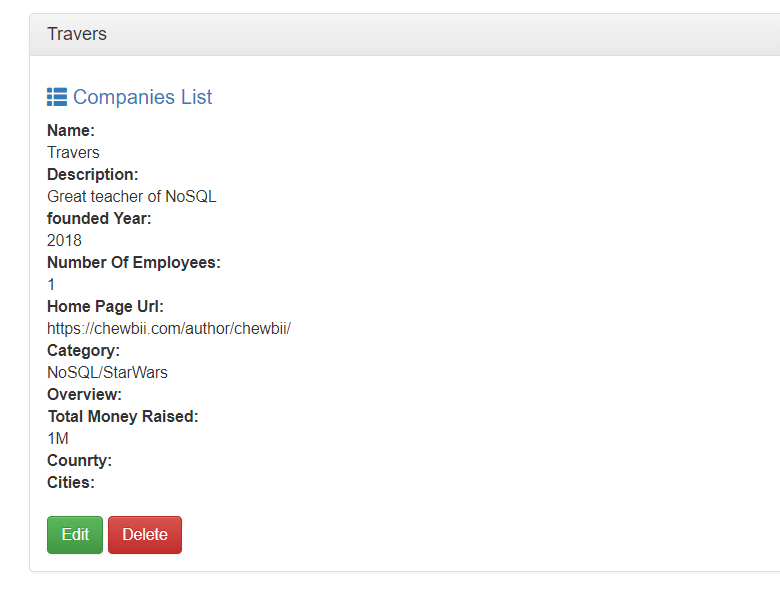 Travers
Companies List
Name:
Travers
Description:
Great teacher of NoSQL
founded Year:
2018
Number Of Employees:
1
Home Page Url:
https://chewbii.com/author/chewbii/
Category:
NoSQL/StarWars
Overview:
Total Money Raised:
1M
Counrty:
Cities:
Edit Delete